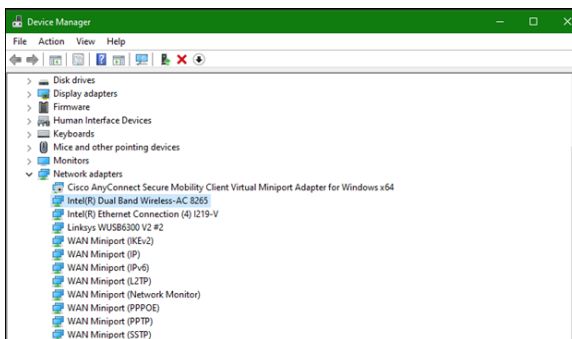 Device Manager
File Action View Help
Disk drives
Display adapters
Firmware
Human Interface Devices
Keyboards
Mice and other pointing devices
Monitors
Network adapters
Cisco AnyConnect Secure Mobility Client Virtual Miniport Adapter for Windows x64
Intel(R) Dual Band Wireless-AC 8265
Intel(R) Ethernet Connection (4) I219-V
Linksys WUSB6300 V2 #2
WAN Miniport (IKEv2)
WAN Miniport (IP)
WAN Miniport (IPv6)
WAN Miniport (L2TP)
WAN Miniport (Network Monitor)
WAN Miniport (PPPOE)
WAN Miniport (PPTP)
WAN Miniport (SSTP)